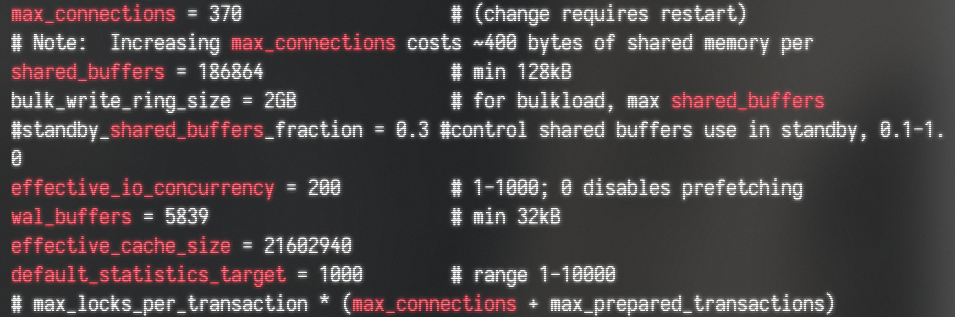 max_connections = 370                   # (change requires restart)
# Note:  Increasing max_connections costs ~400 bytes of shared memory per
shared_buffers = 186864                 # min 128kB
bulk_write_ring_size = 2GB              # for bulkload, max shared_buffers
#standby_shared_buffers_fraction = 0.3 #control shared buffers use in standby, 0.1-1.
0
effective_io_concurrency = 200          # 1-1000; 0 disables prefetching
wal_buffers = 5839                      # min 32kB
effective_cache_size = 21602940
default_statistics_target = 1000        # range 1-10000
# max_locks_per_transaction * (max_connections + max_prepared_transactions)